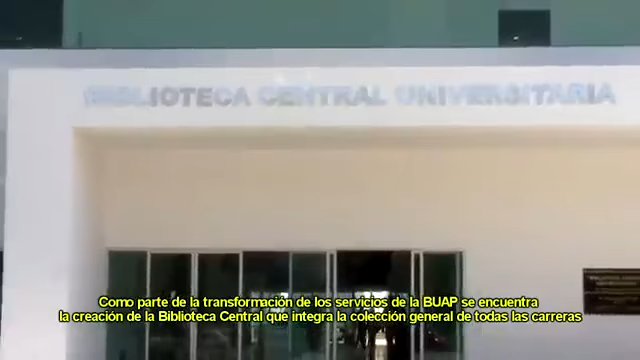 BIBLIOTECA CENTRAL UNIVERSITARIA
Como parte de la transformación de los servicios de la BUAP se encuentra
la creación de la Biblioteca Central que integra la colección general de todas las carreras